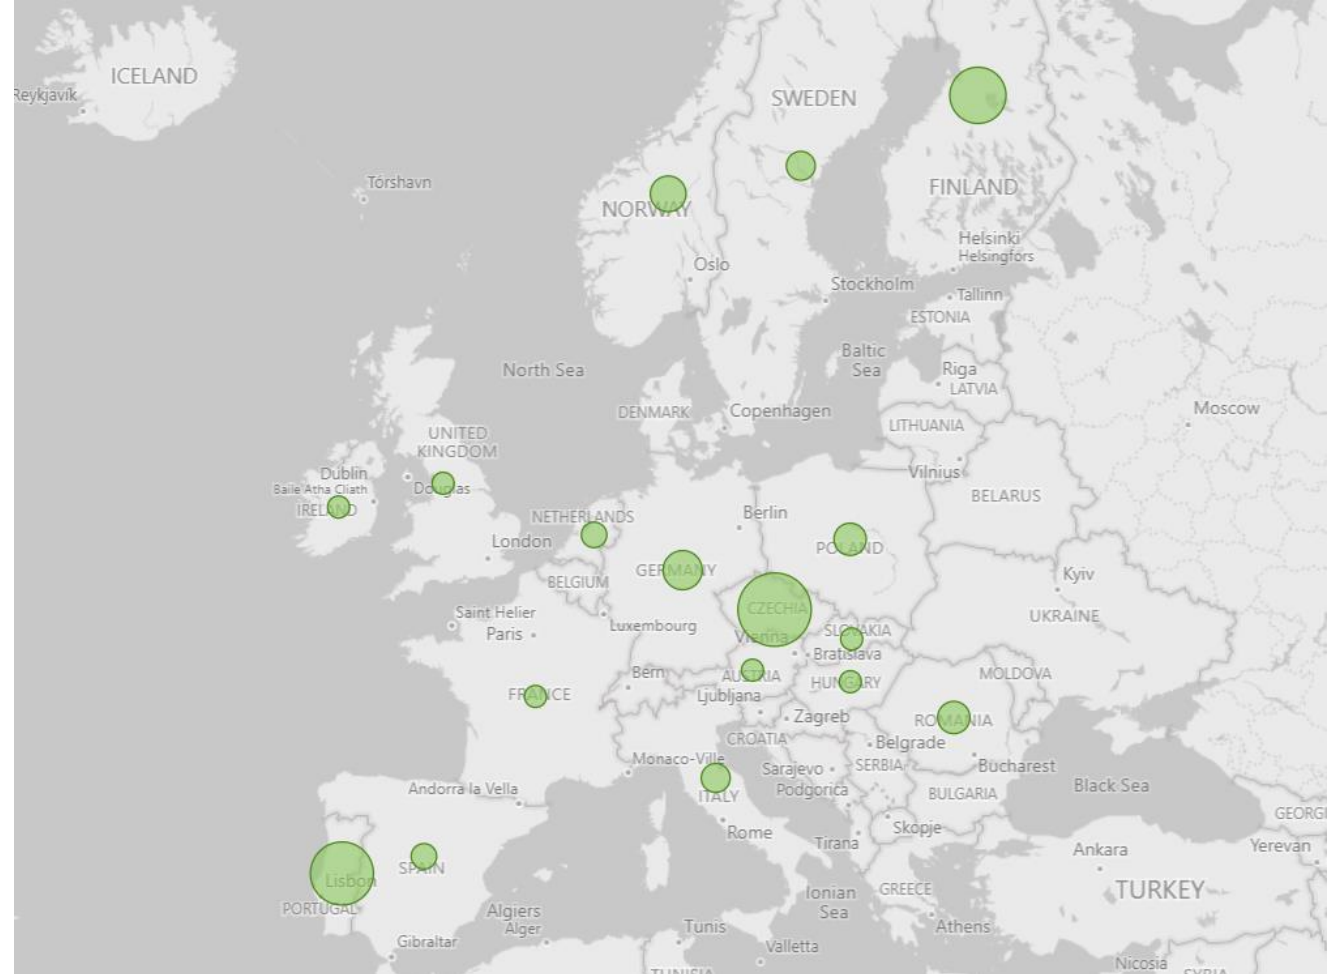 ICELAND
Reykjavík
SWEDEN
Tórshavn
FINLAND
NORWAY
Helsinki
Helsingfors
Oslo
Stockholm
Tallinn
ESTONIA
Baltic
Sea
North Sea
Riga
LATVIA
DENMARK
Copenhagen
Moscow
LITHUANIA
UNITED
KINGDOM
Vilnius
Dublin
Baile Átha Cliath
Douglas
IRELAND
BELARUS
NETHERLANDS
Berlin
London
POLAND
GERMANY
BELGIUM
Kyiv
CZECHIA
UKRAINE
Saint Helier
Paris
Luxembourg
SLOVAKIA
Vienna
Bratislava
Bern
AUSTRIA
HUNGARY
MOLDOVA
FRANCE
Ljubljana
Zagreb
ROMANIA
CROATIA
Belgrade
Monaco-Ville
Sarajevo
SERBIA
Bucharest
Andorra la Vella
Podgorica
BULGARIA
Black Sea
ITALY
GEORGI
Rome
Skopje
Tirana
Ankara
Yerevan
SPAIN
Lisbon
PORTUGAL
Ionian
Sea
GREECE
TURKEY
Algiers
Alger
Tunis
Athens
Gibraltar
Valletta
Nicosia
TUNISIA
SYRIA